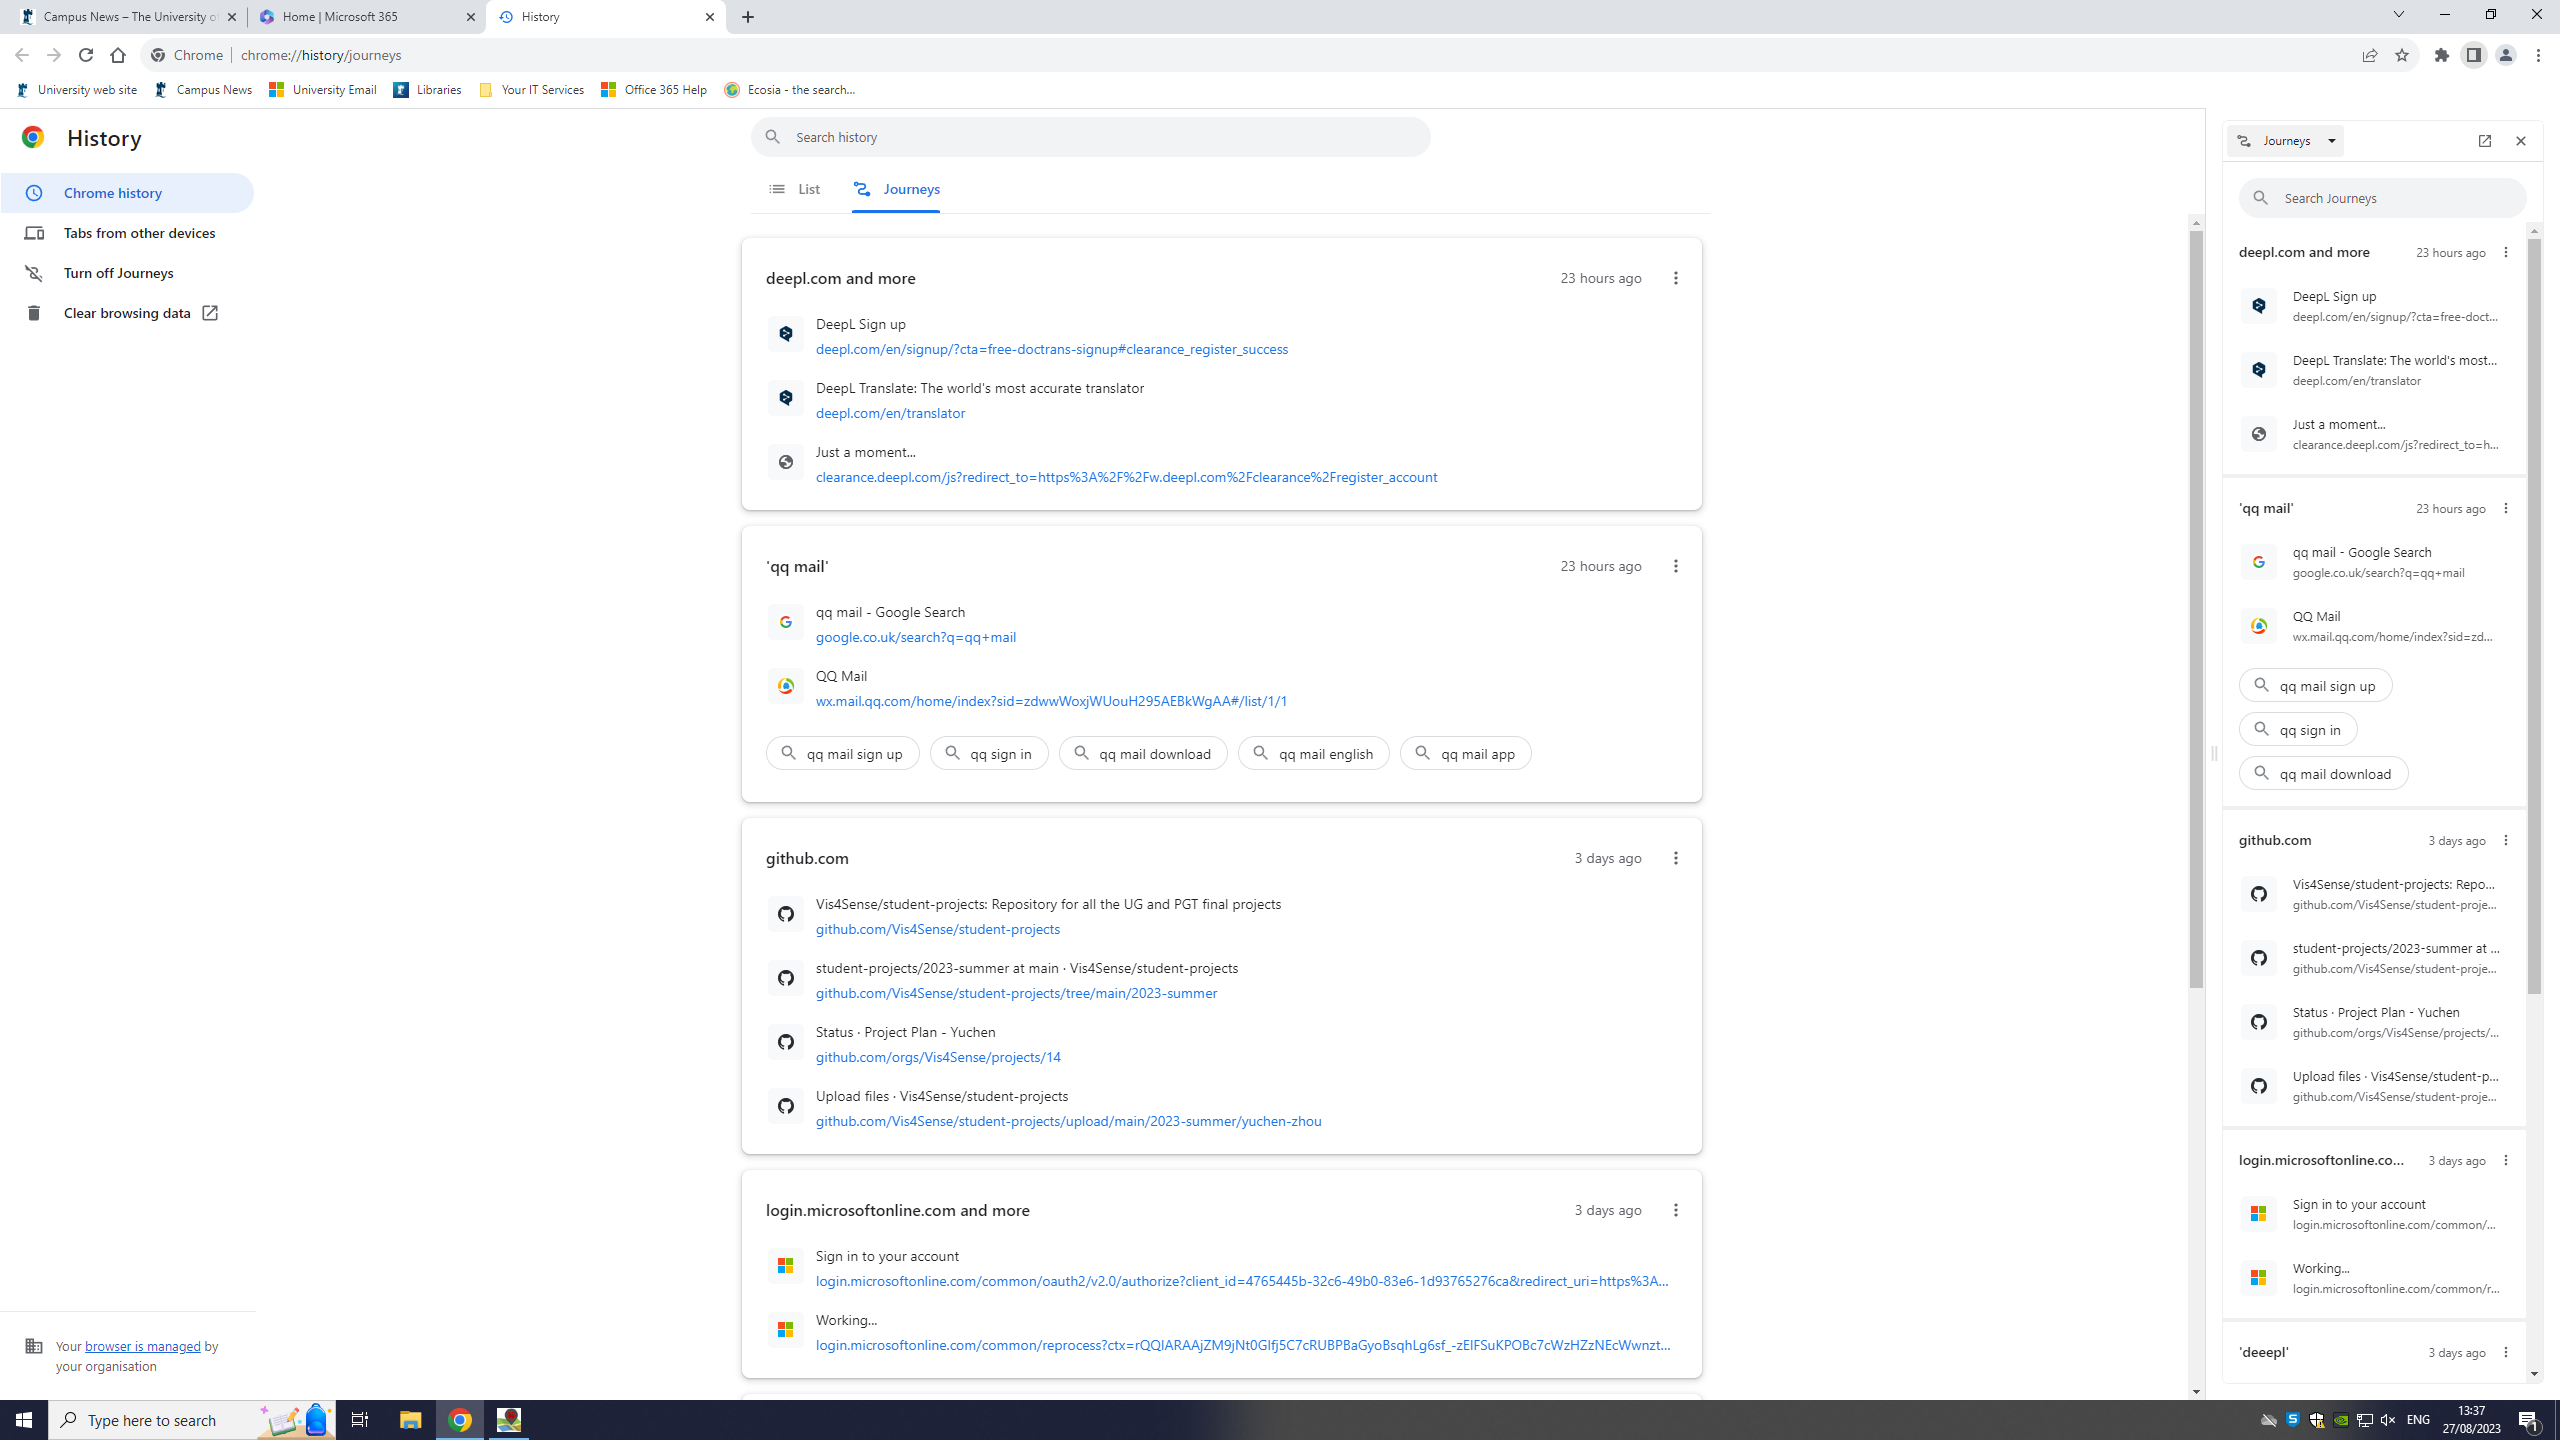 Campus News – The University of
Home | Microsoft 365
History
Chrome
chrome://history/journeys
University web site
Campus News
University Email
Libraries
Your IT Services
Office 365 Help
Ecosia - the search...
History
Search history
Chrome history
Tabs from other devices
Turn off Journeys
Clear browsing data
List
Journeys
deepl.com and more
23 hours ago
DeepL Sign up
deepl.com/en/signup/?cta=free-doctrans-signup#clearance_register_success
DeepL Translate: The world's most accurate translator
deepl.com/en/translator
Just a moment...
clearance.deepl.com/js?redirect_to=https%3A%2F%2Fw.deepl.com%2Fclearance%2Fregister_account
'qq mail'
23 hours ago
qq mail - Google Search
google.co.uk/search?q=qq+mail
QQ Mail
wx.mail.qq.com/home/index?sid=zdwwWoxjWUouH295AEBkWgAA#/list/1/1
qq mail sign up
qq sign in
qq mail download
qq mail english
qq mail app
github.com
3 days ago
Vis4Sense/student-projects: Repository for all the UG and PGT final projects
github.com/Vis4Sense/student-projects
student-projects/2023-summer at main · Vis4Sense/student-projects
github.com/Vis4Sense/student-projects/tree/main/2023-summer
Status · Project Plan - Yuchen
github.com/orgs/Vis4Sense/projects/14
Upload files · Vis4Sense/student-projects
github.com/Vis4Sense/student-projects/upload/main/2023-summer/yuchen-zhou
login.microsoftonline.com and more
3 days ago
Sign in to your account
login.microsoftonline.com/common/oauth2/v2.0/authorize?client_id=4765445b-32c6-49b0-83e6-1d93765276ca&redirect_uri=https%3A...
Working...
login.microsoftonline.com/common/reprocess?ctx=rQQIARAAjZM9jNt0GIfj5C7cRUBPBaGyoBsqhLg6sf_-zEIFSuKPOBc7cWzHZzNEcWwnzt...
Your browser is managed by
your organisation
Journeys
Search Journeys
deepl.com and more
23 hours ago
DeepL Sign up
deepl.com/en/signup/?cta=free-doct...
DeepL Translate: The world's most...
deepl.com/en/translator
Just a moment...
clearance.deepl.com/js?redirect_to=h...
'qq mail'
23 hours ago
qq mail - Google Search
google.co.uk/search?q=qq+mail
QQ Mail
wx.mail.qq.com/home/index?sid=zd...
qq mail sign up
qq sign in
qq mail download
github.com
3 days ago
Vis4Sense/student-projects: Repo...
github.com/Vis4Sense/student-proje...
student-projects/2023-summer at ...
github.com/Vis4Sense/student-proje...
Status · Project Plan - Yuchen
github.com/orgs/Vis4Sense/projects/...
Upload files · Vis4Sense/student-p...
github.com/Vis4Sense/student-proje...
login.microsoftonline.co...
3 days ago
Sign in to your account
login.microsoftonline.com/common/...
Working...
login.microsoftonline.com/common/r...
'deeepl'
3 days ago
Type here to search
ENG
13:37
27/08/2023
1